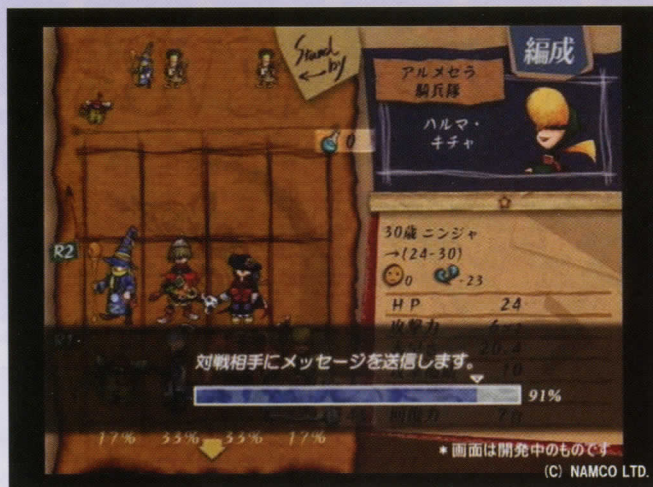 Stand by
編成
アルメセラ
騎兵隊
ハルマ・
キチャ
0
R2
30歳 ニンジャ
→(24-30)
0 -23
HP 24
対戦相手にメッセージを送信します。
91%
17% 33% 33% 17%
*画面は開発中のものです
(C) NAMCO LTD.